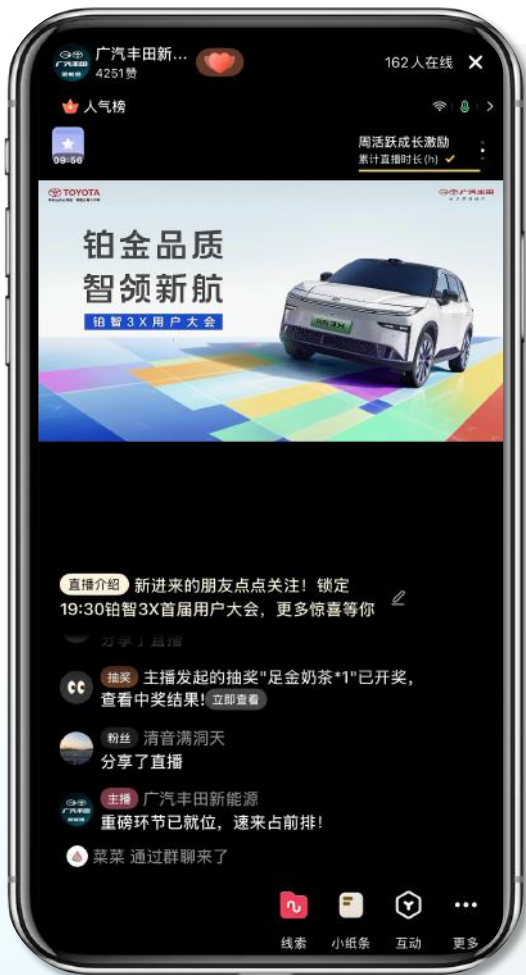 广汽丰田新...
4251赞
162人在线
人气榜
09:56
周活跃成长激励
累计直播时长(h)
TOYOTA
广汽丰田
铂金品质
智领新航
铂智3X用户大会
铂智3X
直播介绍 新进来的朋友点点关注！锁定
19:30铂智3X首届用户大会，更多惊喜等你
分享了直播
抽奖 主播发起的抽奖"足金奶茶*1"已开奖，
查看中奖结果! 立即查看
粉丝 清音满洞天
分享了直播
主播 广汽丰田新能源
重磅环节已就位，速来占前排！
菜菜 通过群聊来了
线索
小纸条
互动
更多